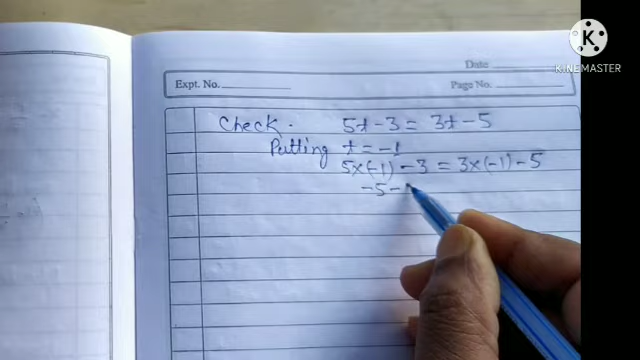 KINEMASTER
Date
Expt. No.
Page No.
Check. 5t - 3 = 3t - 5
Putting t = -1
5×(-1) - 3 = 3×(-1) - 5
-5 -